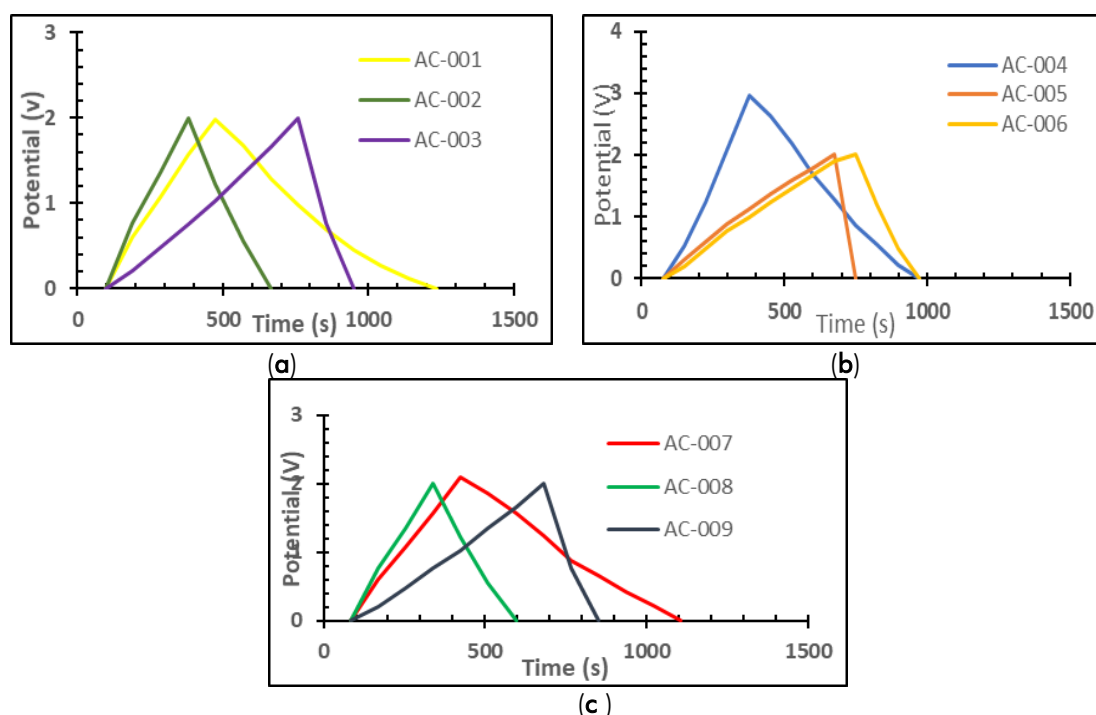 3
2
1
0
Potential (v)
AC-001
AC-002
AC-003
0
500
1000
1500
Time (s)
(a)
4
3
2
1
0
Potential (V)
AC-004
AC-005
AC-006
0
500
1000
1500
Time (s)
(b)
3
2
1
0
Potential (V)
AC-007
AC-008
AC-009
0
500
1000
1500
Time (s)
(c )